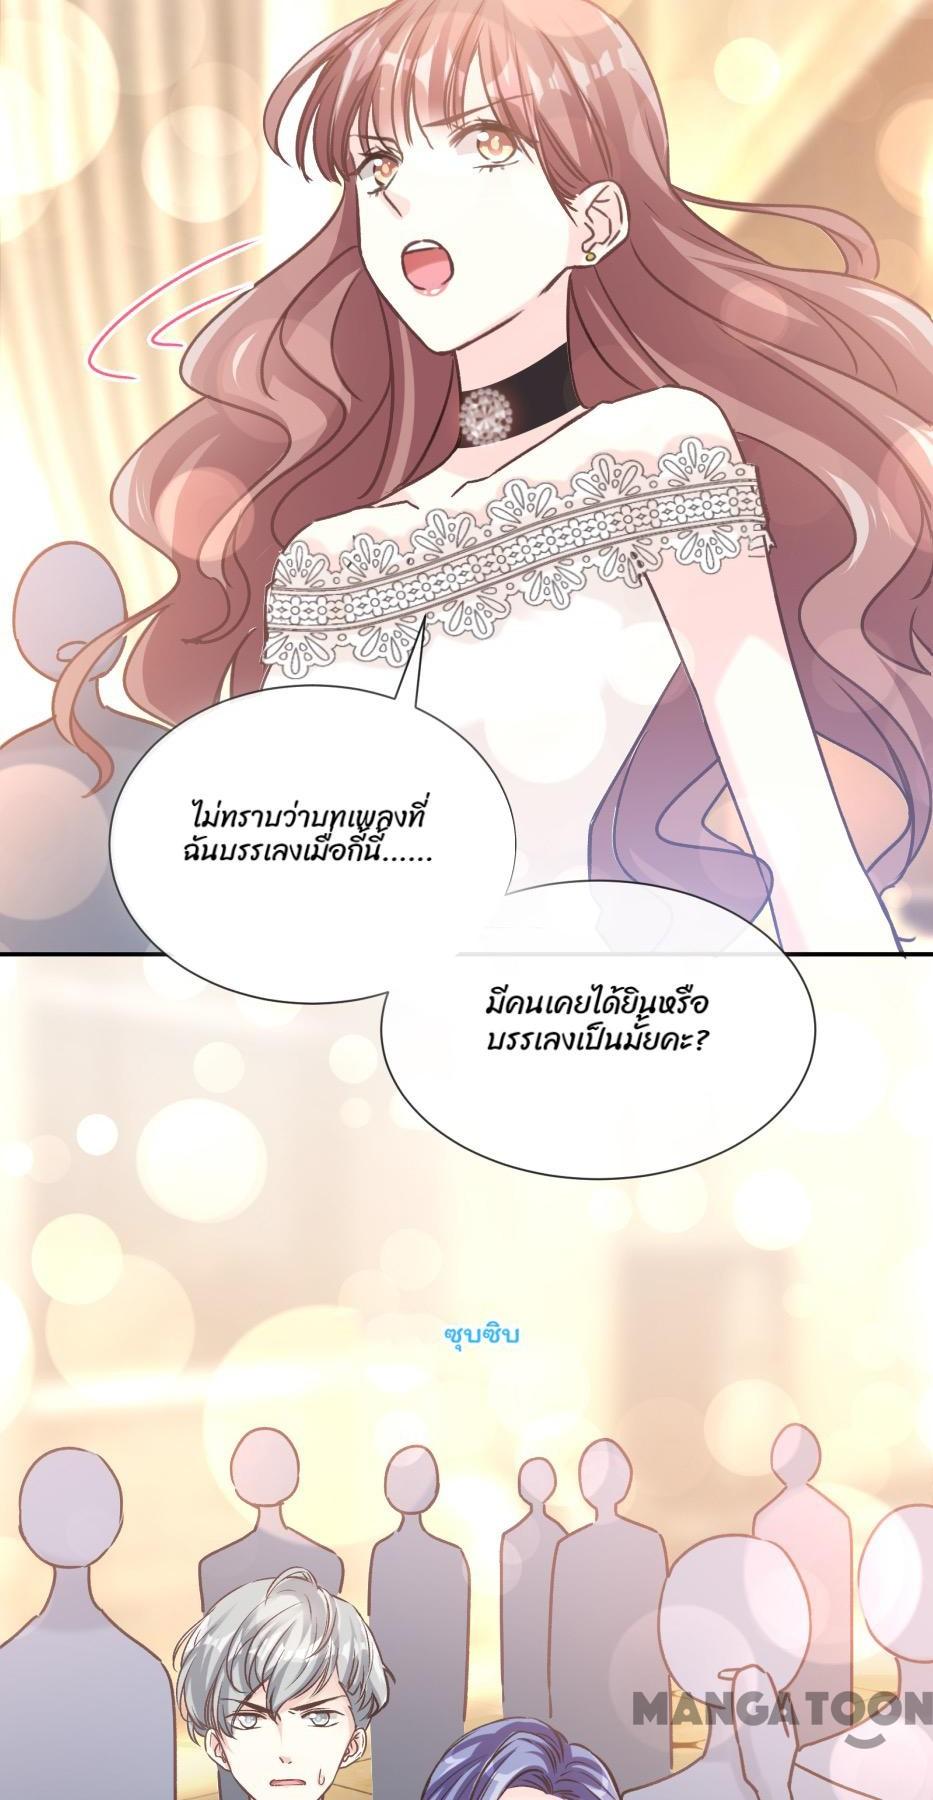 ไม่ทราบว่าบทเพลงที่
ฉันบรรเลงเมื่อกี้นี้......
มีคนเคยได้ยินหรือ
บรรเลงเป็นมั้ยคะ?
ซุบซิบ
MANGATOON